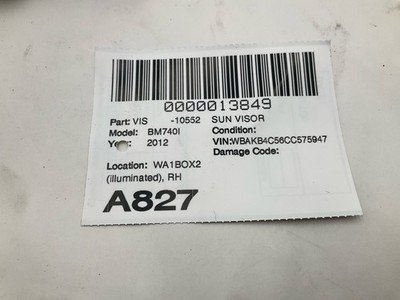 0000013849
Part: VIS -10552 SUN VISOR
Model: BM740I Condition:
Year: 2012 VIN:WBAKB4C56CC575947
Damage Code:
Location: WA1BOX2
(illuminated), RH
A827